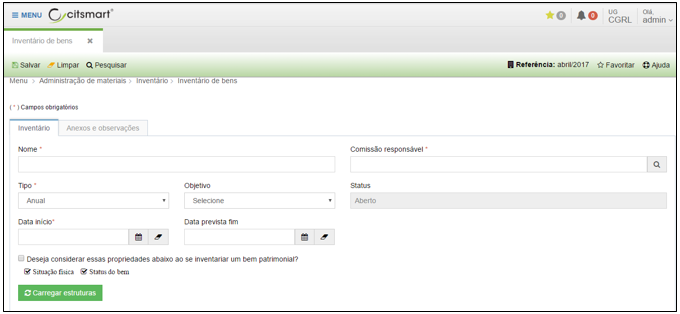 MENU citsmart 0 0 UG CGRL Olá, admin
Inventário de bens ×
Salvar Limpar Pesquisar Referência: abril/2017 Favoritar Ajuda
Menu > Administração de materiais > Inventário > Inventário de bens
( * ) Campos obrigatórios
Inventário Anexos e observações
Nome * Comissão responsável *
Tipo * Objetivo Status
Anual Selecione Aberto
Data início* Data prevista fim
Deseja considerar essas propriedades abaixo ao se inventariar um bem patrimonial?
Situação física Status do bem
Carregar estruturas